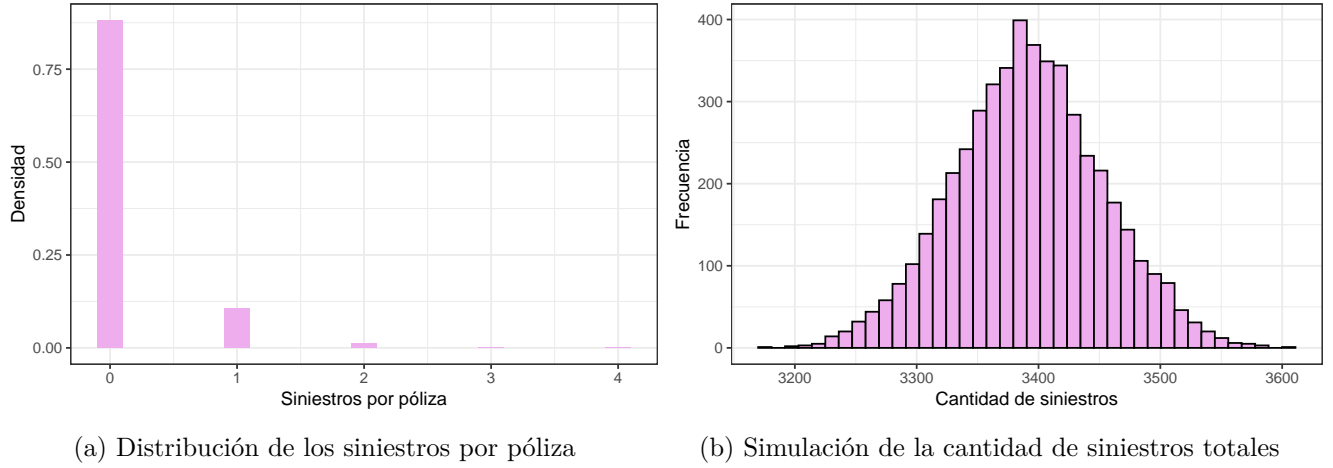 Densidad
0.75
0.50
0.25
0.00
0 1 2 3 4
Siniestros por póliza
(a) Distribución de los siniestros por póliza
Frecuencia
400
300
200
100
0
3200 3300 3400 3500 3600
Cantidad de siniestros
(b) Simulación de la cantidad de siniestros totales